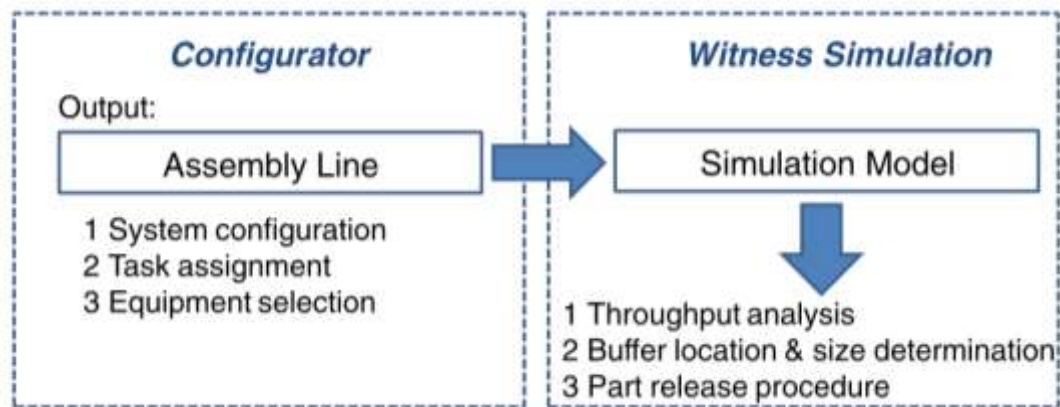 Configurator
Output:
Assembly Line
1 System configuration
2 Task assignment
3 Equipment selection
Witness Simulation
Simulation Model
1 Throughput analysis
2 Buffer location & size determination
3 Part release procedure